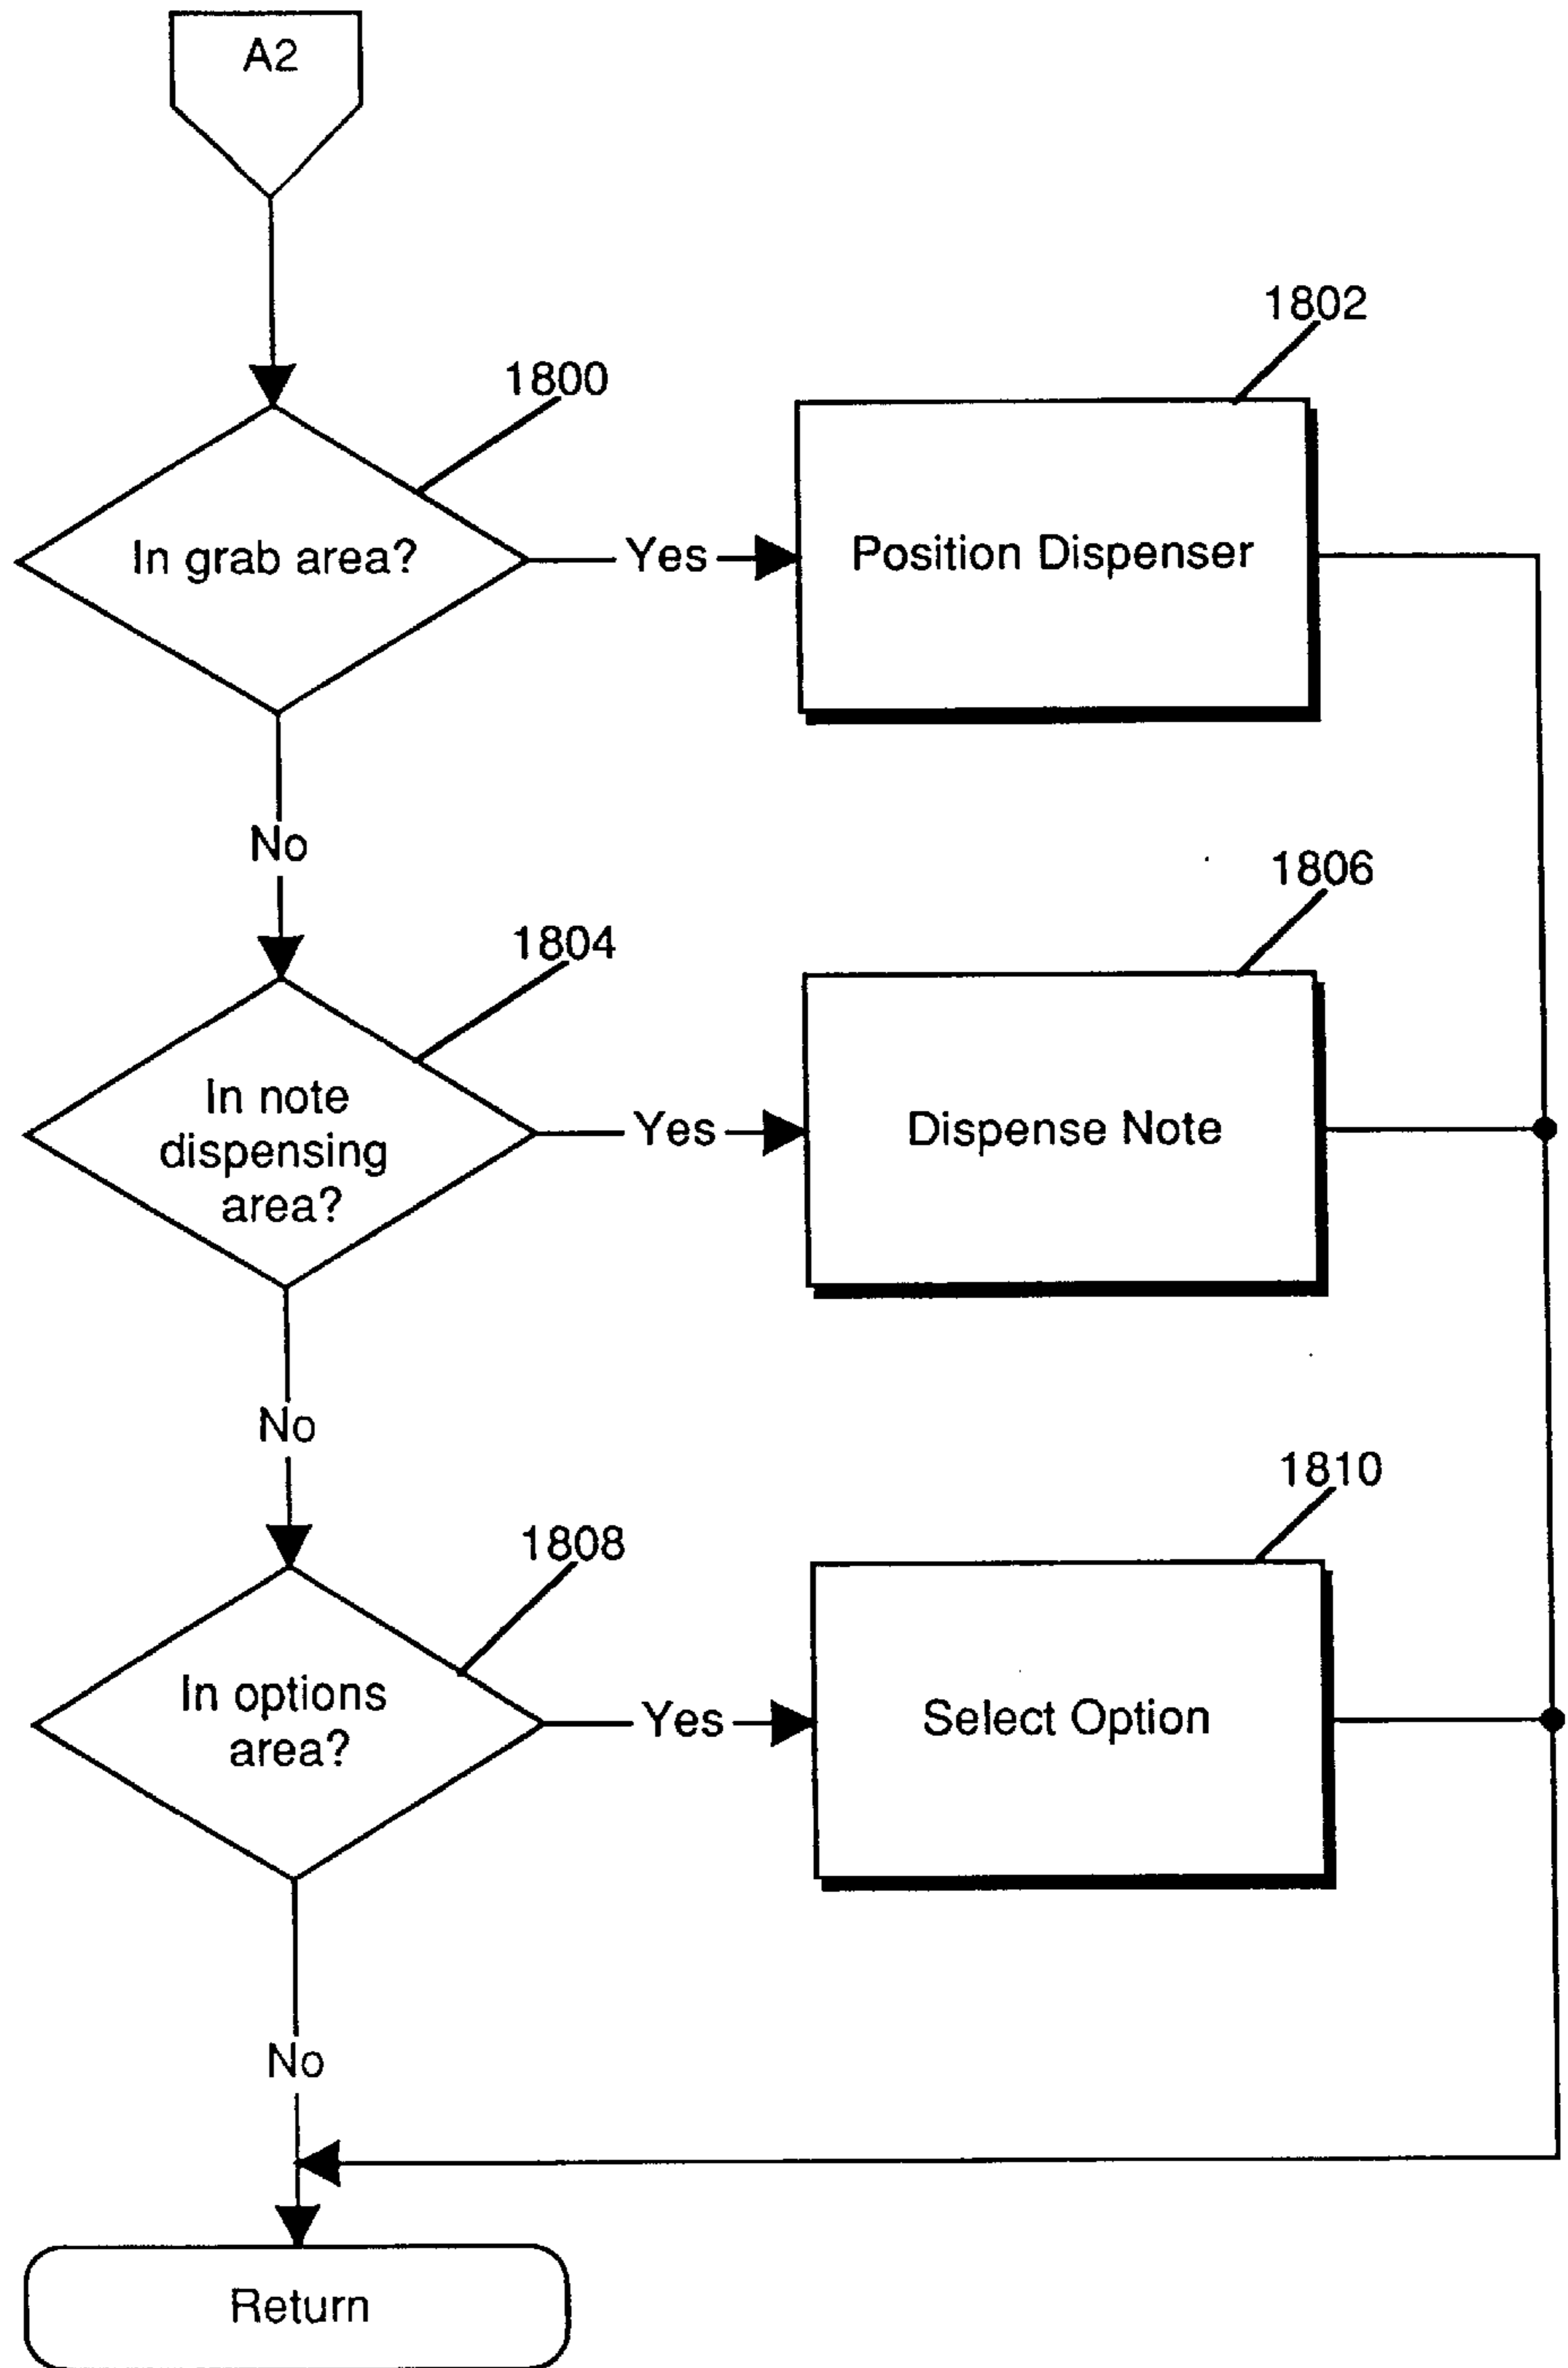 A2
1802
1800
In grab area?
Yes
Position Dispenser
No
1806
1804
In note
dispensing
area?
Yes
Dispense Note
No
1810
1808
In options
area?
Yes
Select Option
No
Return